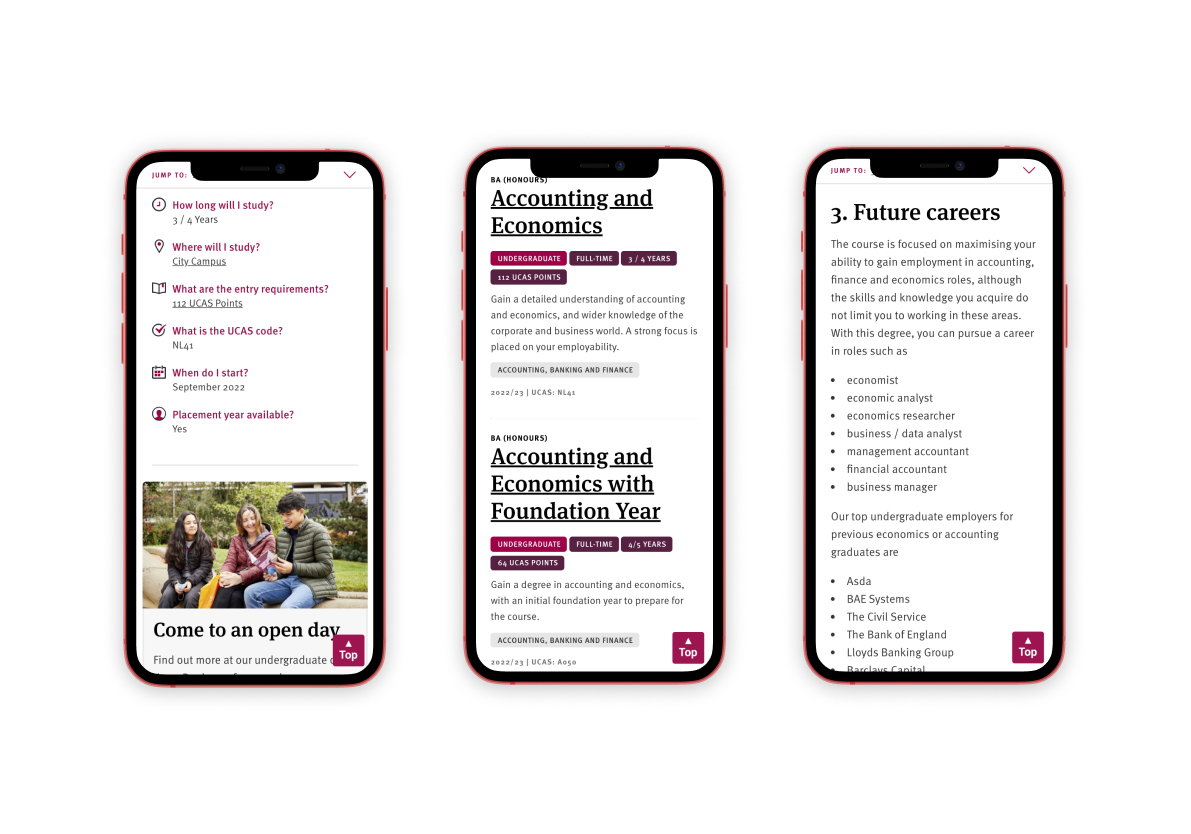 JUMP TO:
How long will I study?
3 / 4 Years
Where will I study?
City Campus
What are the entry requirements?
112 UCAS Points
What is the UCAS code?
NL41
When do I start?
September 2022
Placement year available?
Yes
Come to an open day
Find out more at our undergraduate
Top
BA (HONOURS)
Accounting and
Economics
UNDERGRADUATE FULL-TIME 3 / 4 YEARS
112 UCAS POINTS
Gain a detailed understanding of accounting
and economics, and wider knowledge of the
corporate and business world. A strong focus is
placed on your employability.
ACCOUNTING, BANKING AND FINANCE
2022/23 | UCAS: NL41
BA (HONOURS)
Accounting and
Economics with
Foundation Year
UNDERGRADUATE FULL-TIME 4/5 YEARS
64 UCAS POINTS
Gain a degree in accounting and economics,
with an initial foundation year to prepare for
the course.
ACCOUNTING, BANKING AND FINANCE
2022/23 | UCAS: A050
Top
JUMP TO:
3. Future careers
The course is focused on maximising your
ability to gain employment in accounting,
finance and economics roles, although
the skills and knowledge you acquire do
not limit you to working in these areas.
With this degree, you can pursue a career
in roles such as
• economist
• economic analyst
• economics researcher
• business / data analyst
• management accountant
• financial accountant
• business manager
Our top undergraduate employers for
previous economics or accounting
graduates are
• Asda
• BAE Systems
• The Civil Service
• The Bank of England
• Lloyds Banking Group
• Barclays Capital
Top